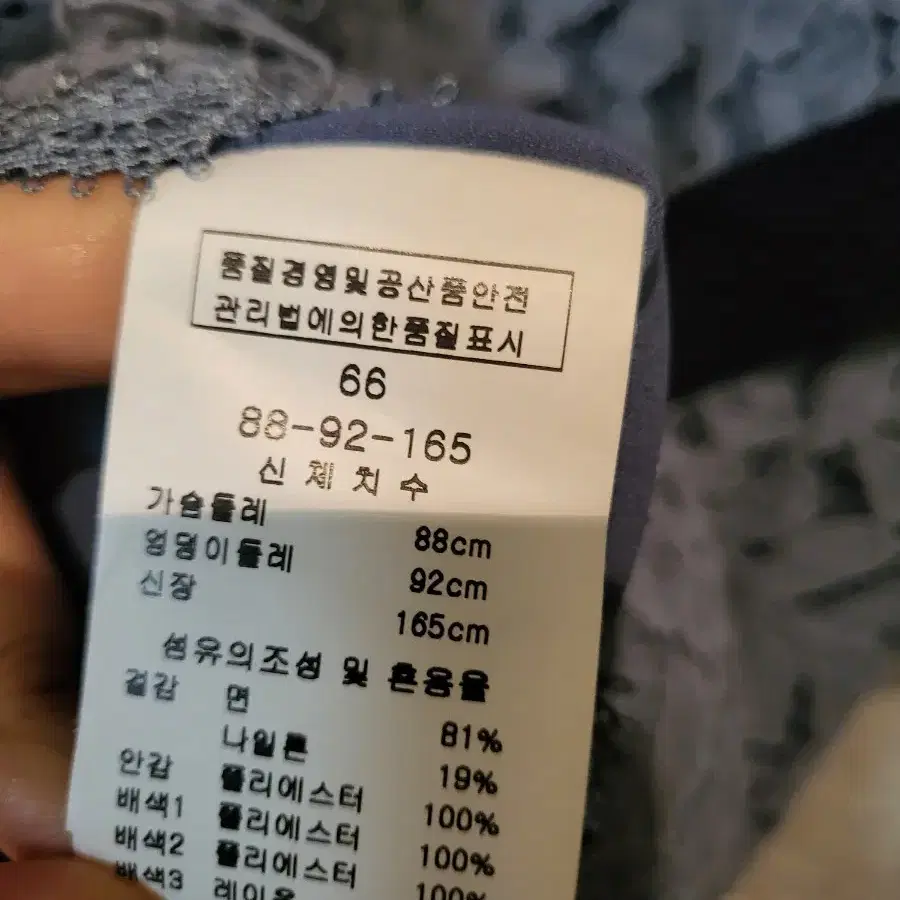 품질경영및공산품안전
관리법에의한품질표시
66
88-92-165
신체치수
가슴둘레 88cm
엉덩이둘레 92cm
신장 165cm
섬유의조성 및 혼용율
겉감 면 81%
나일론 19%
안감 폴리에스터 100%
배색1 폴리에스터 100%
배색2 폴리에스터 100%
배색3 레이온